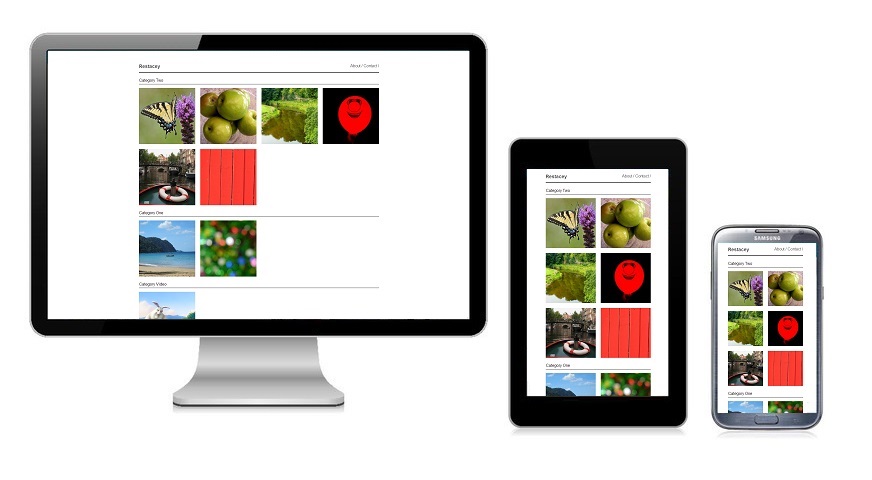 Restacey About / Contact /
Category Two
Category One
Category Video
Restacey About / Contact /
Category Two
Category One
SAMSUNG
Restacey About / Contact /
Category Two
Category One